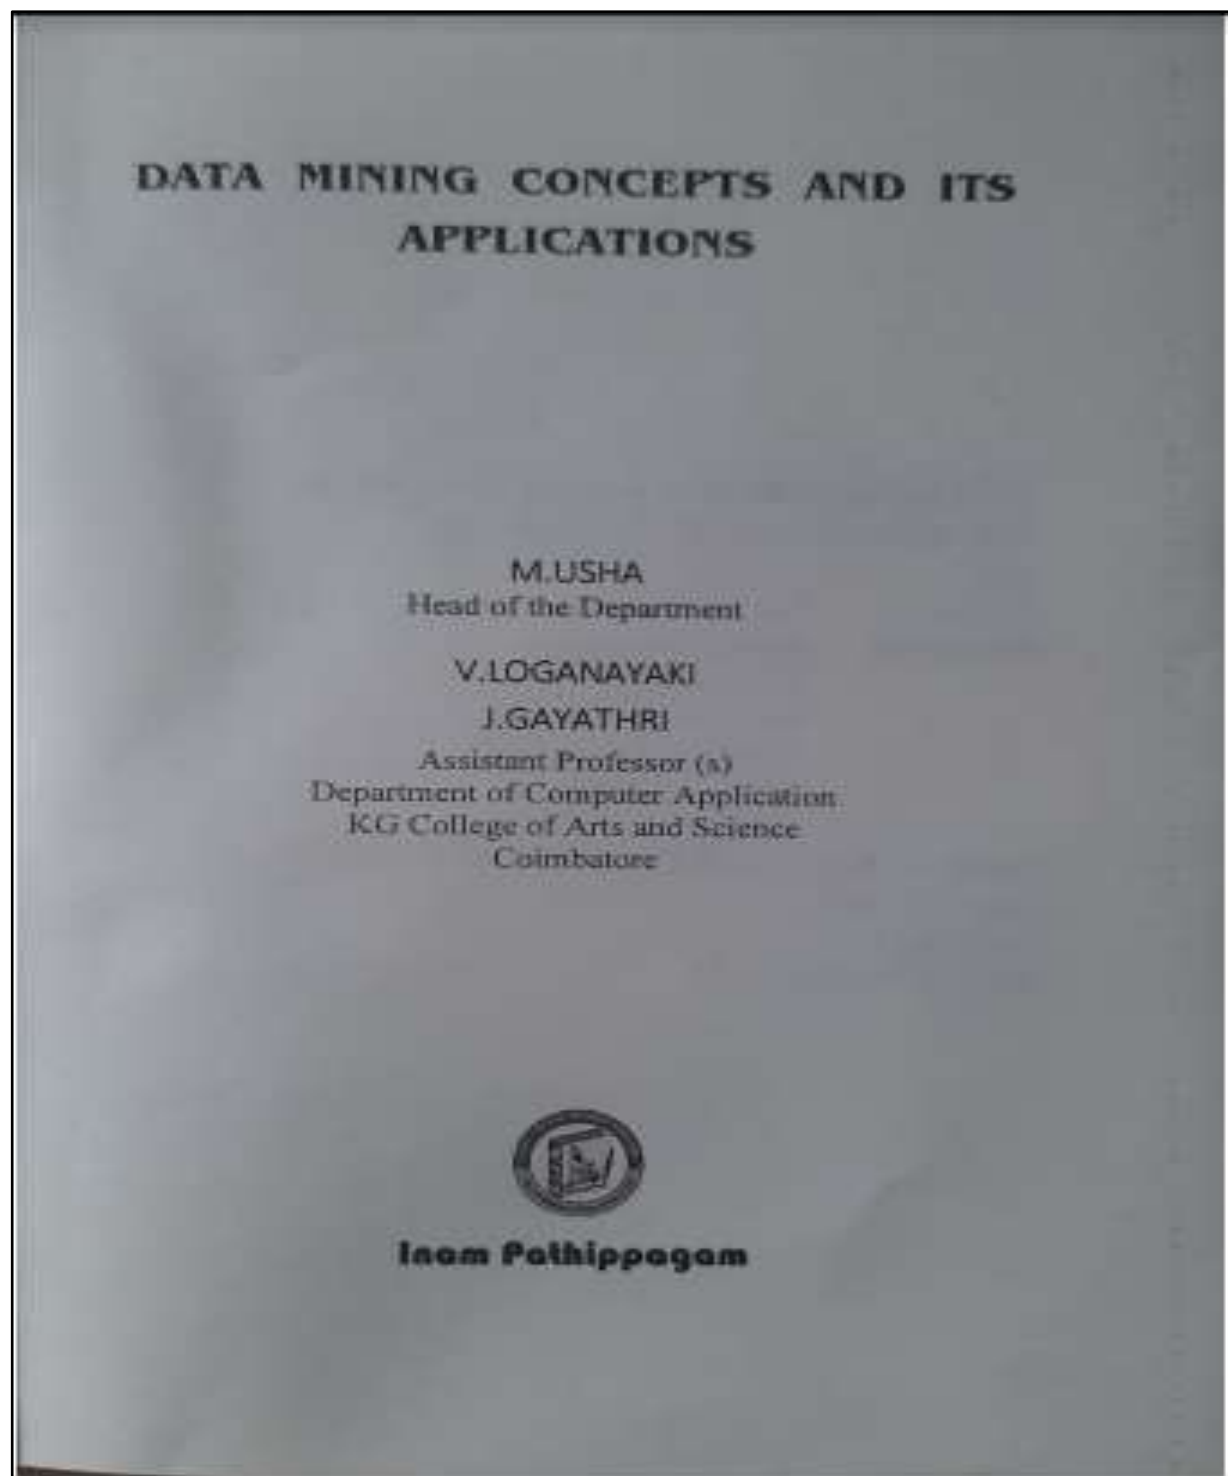 DATA MINING CONCEPTS AND ITS
APPLICATIONS
M.USHA
Head of the Department
V.LOGANAYAKI
J.GAYATHRI
Assistant Professor (s)
Department of Computer Application
KG College of Arts and Science
Coimbatore
Inam Pathippagam